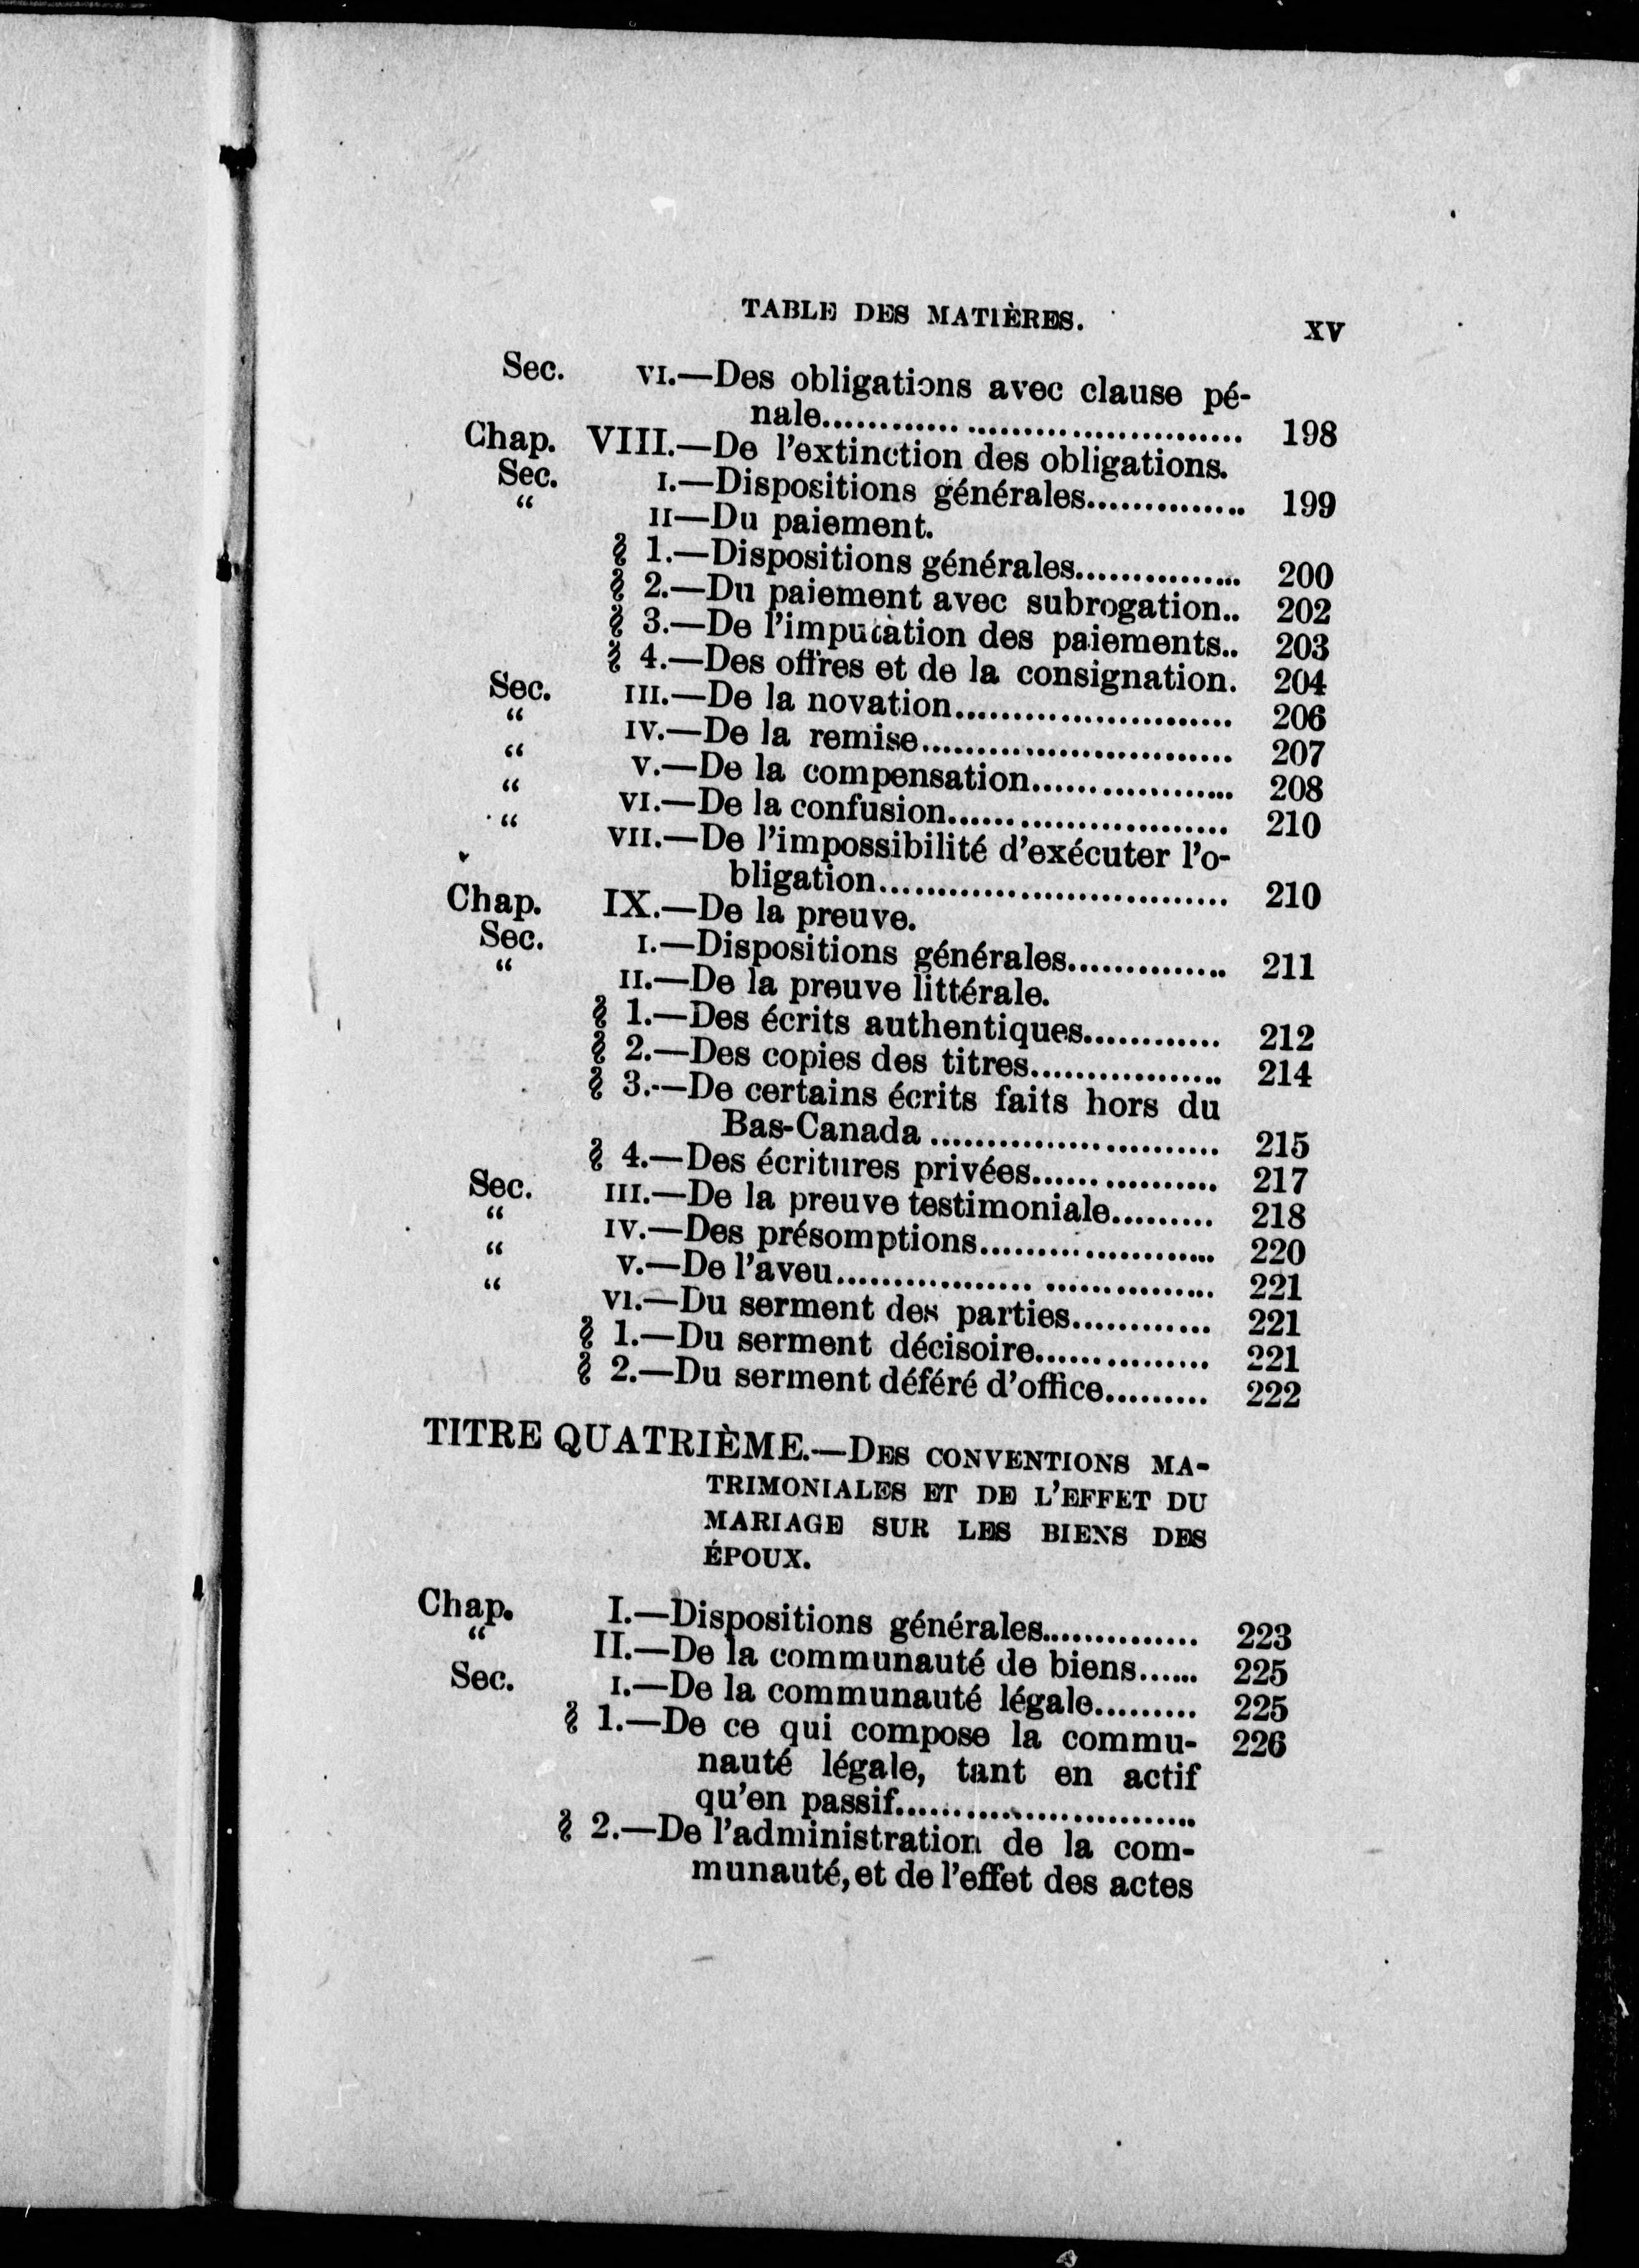 TABLE DES MATIÈRES. XV
Sec. VI.—Des obligations avec clause pé-
nale........................................ 198
Chap. VIII.—De l'extinction des obligations.
Sec. I.—Dispositions générales.............. 199
“ II—Du paiement.
§ 1.—Dispositions générales............... 200
§ 2.—Du paiement avec subrogation.. 202
§ 3.—De l'imputation des paiements.. 203
§ 4.—Des offres et de la consignation. 204
Sec. III.—De la novation........................ 206
“ IV.—De la remise........................... 207
“ V.—De la compensation.................. 208
“ VI.—De la confusion........................ 210
“ VII.—De l'impossibilité d'exécuter l'o-
bligation.............................. 210
Chap. IX.—De la preuve.
Sec. I.—Dispositions générales.............. 211
“ II.—De la preuve littérale.
§ 1.—Des écrits authentiques............ 212
§ 2.—Des copies des titres................. 214
§ 3.—De certains écrits faits hors du
Bas-Canada ......................... 215
§ 4.—Des écritures privées................ 217
Sec. III.—De la preuve testimoniale......... 218
“ IV.—Des présomptions.................... 220
“ V.—De l'aveu................. ............... 221
“ VI.—Du serment des parties............ 221
§ 1.—Du serment décisoire............... 221
§ 2.—Du serment déféré d'office......... 222
TITRE QUATRIÈME.—DES CONVENTIONS MA-
TRIMONIALES ET DE L'EFFET DU
MARIAGE SUR LES BIENS DES
ÉPOUX.
Chap. I.—Dispositions générales.............. 223
“ II.—De la communauté de biens...... 225
Sec. I.—De la communauté légale......... 225
§ 1.—De ce qui compose la commu- 226
nauté légale, tant en actif
qu'en passif..........................
§ 2.—De l'administration de la com-
munauté, et de l'effet des actes